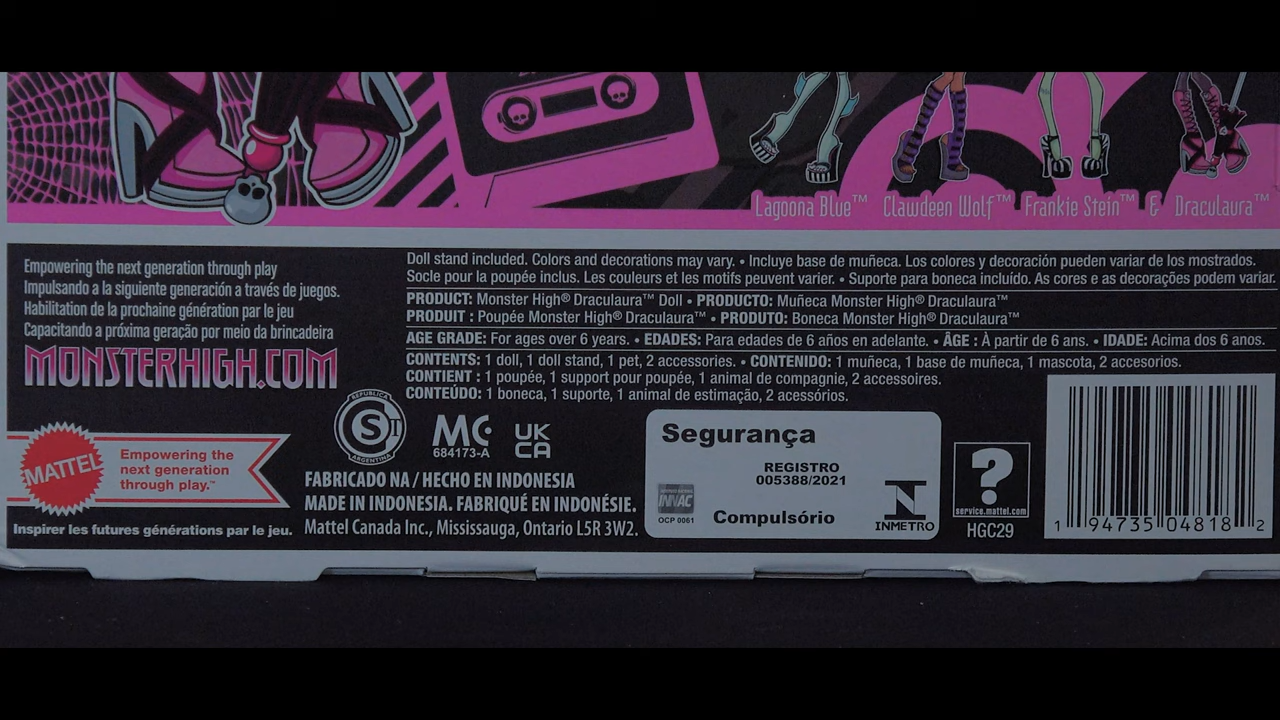 Lagoona Blue™ Clawdeen Wolf™ Frankie Stein™ & Draculaura™
Empowering the next generation through play
Impulsando a la siguiente generación a través de juegos.
Habilitation de la prochaine génération par le jeu
Capacitando a próxima geração por meio da brincadeira
MONSTERHIGH.COM
MATTEL
Empowering the
next generation
through play.™
Inspirer les futures générations par le jeu.
Doll stand included. Colors and decorations may vary. • Incluye base de muñeca. Los colores y decoración pueden variar de los mostrados.
Socle pour la poupée inclus. Les couleurs et les motifs peuvent varier. • Suporte para boneca incluído. As cores e as decorações podem variar.
PRODUCT: Monster High® Draculaura™ Doll • PRODUCTO: Muñeca Monster High® Draculaura™
PRODUIT : Poupée Monster High® Draculaura™ • PRODUTO: Boneca Monster High® Draculaura™
AGE GRADE: For ages over 6 years. • EDADES: Para edades de 6 años en adelante. • ÂGE : À partir de 6 ans. • IDADE: Acima dos 6 anos.
CONTENTS: 1 doll, 1 doll stand, 1 pet, 2 accessories. • CONTENIDO: 1 muñeca, 1 base de muñeca, 1 mascota, 2 accesorios.
CONTIENT : 1 poupée, 1 support pour poupée, 1 animal de compagnie, 2 accessoires.
CONTEÚDO: 1 boneca, 1 suporte, 1 animal de estimação, 2 acessórios.
REPUBLICA
S II
ARGENTINA
MC
684173-A
UK
CA
FABRICADO NA / HECHO EN INDONESIA
MADE IN INDONESIA. FABRIQUÉ EN INDONÉSIE.
Mattel Canada Inc., Mississauga, Ontario L5R 3W2.
Segurança
REGISTRO
005388/2021
INNAC
OCP 0061
Compulsório
INMETRO
?
service.mattel.com
HGC29
1 94735 04818 2